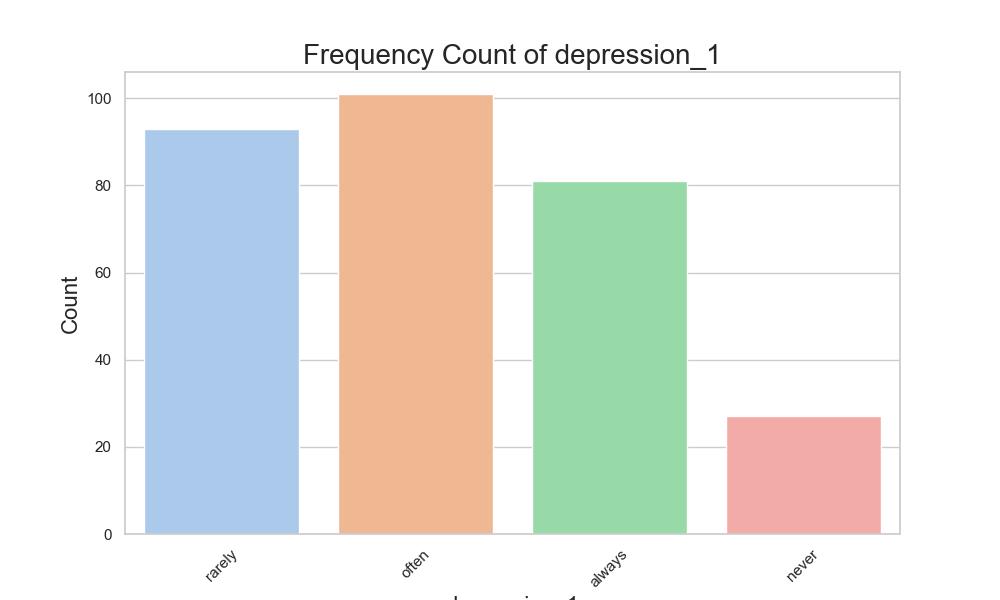 Frequency Count of depression_1
Count
100
80
60
40
20
0
rarely
often
always
never